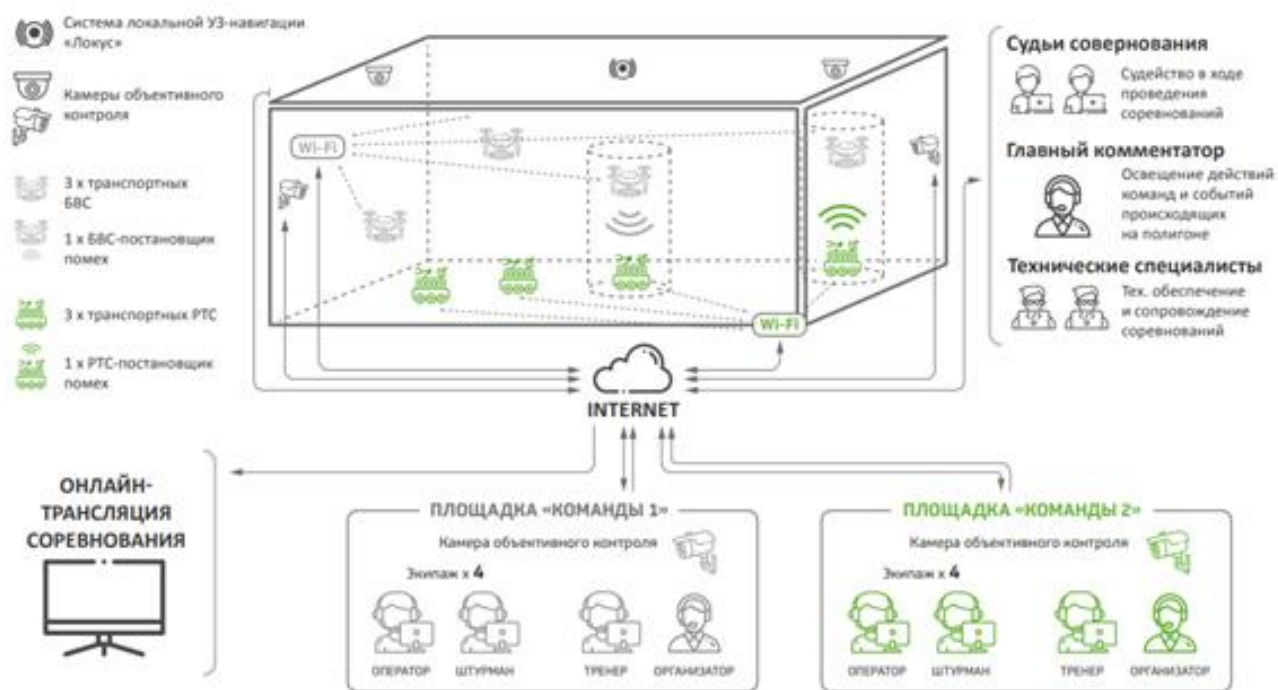 Система локальной УЗ-навигации
«Локус»
Камеры объективного
контроля
3 х транспортных
БВС
1 х БВС-постановщик
помех
3 х транспортных РТС
1 х РТС-постановщик
помех
Wi-Fi
Wi-Fi
Судьи совернования
Судейство в ходе
проведения
соревнований
Главный комментатор
Освещение действий
команд и событий
происходящих
на полигоне
Технические специалисты
Тех. обеспечение
и сопровождение
соревнований
INTERNET
ОНЛАЙН-
ТРАНСЛЯЦИЯ
СОРЕВНОВАНИЯ
ПЛОЩАДКА «КОМАНДЫ 1»
Камера объективного контроля
Экипаж х 4
ОПЕРАТОР ШТУРМАН ТРЕНЕР ОРГАНИЗАТОР
ПЛОЩАДКА «КОМАНДЫ 2»
Камера объективного контроля
Экипаж х 4
ОПЕРАТОР ШТУРМАН ТРЕНЕР ОРГАНИЗАТОР